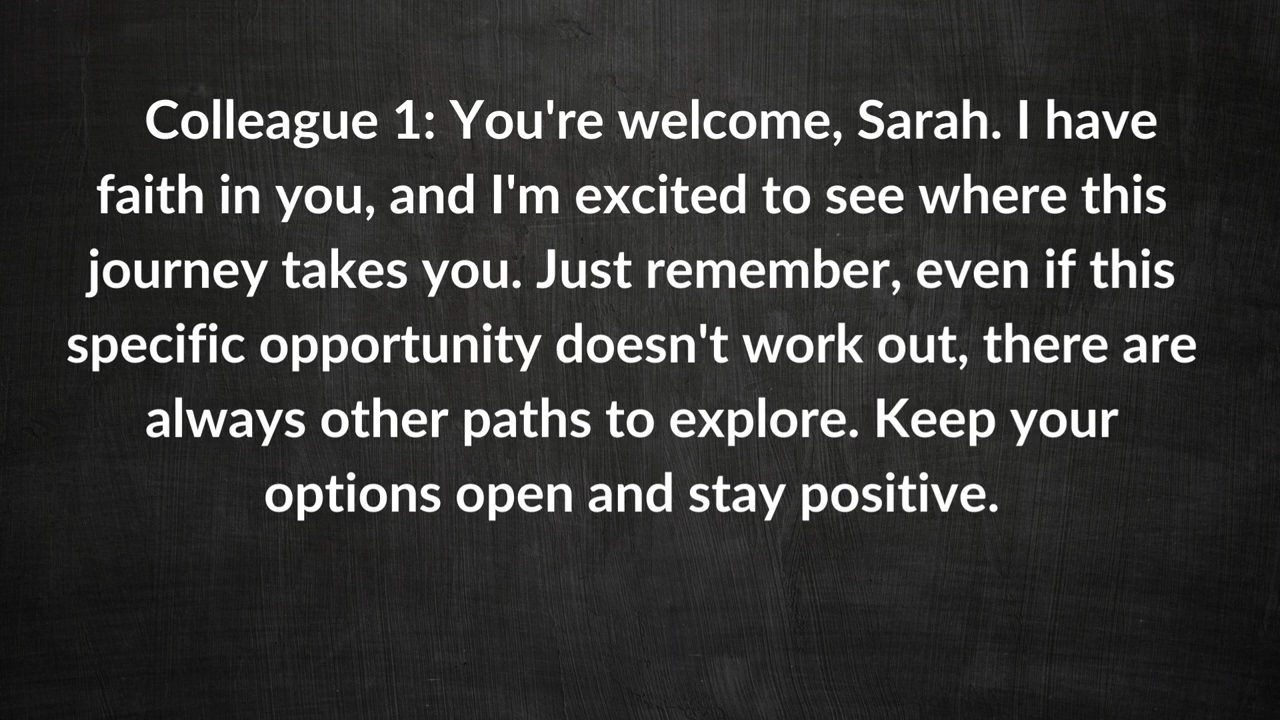 Colleague 1: You're welcome, Sarah. I have
faith in you, and I'm excited to see where this
journey takes you. Just remember, even if this
specific opportunity doesn't work out, there are
always other paths to explore. Keep your
options open and stay positive.